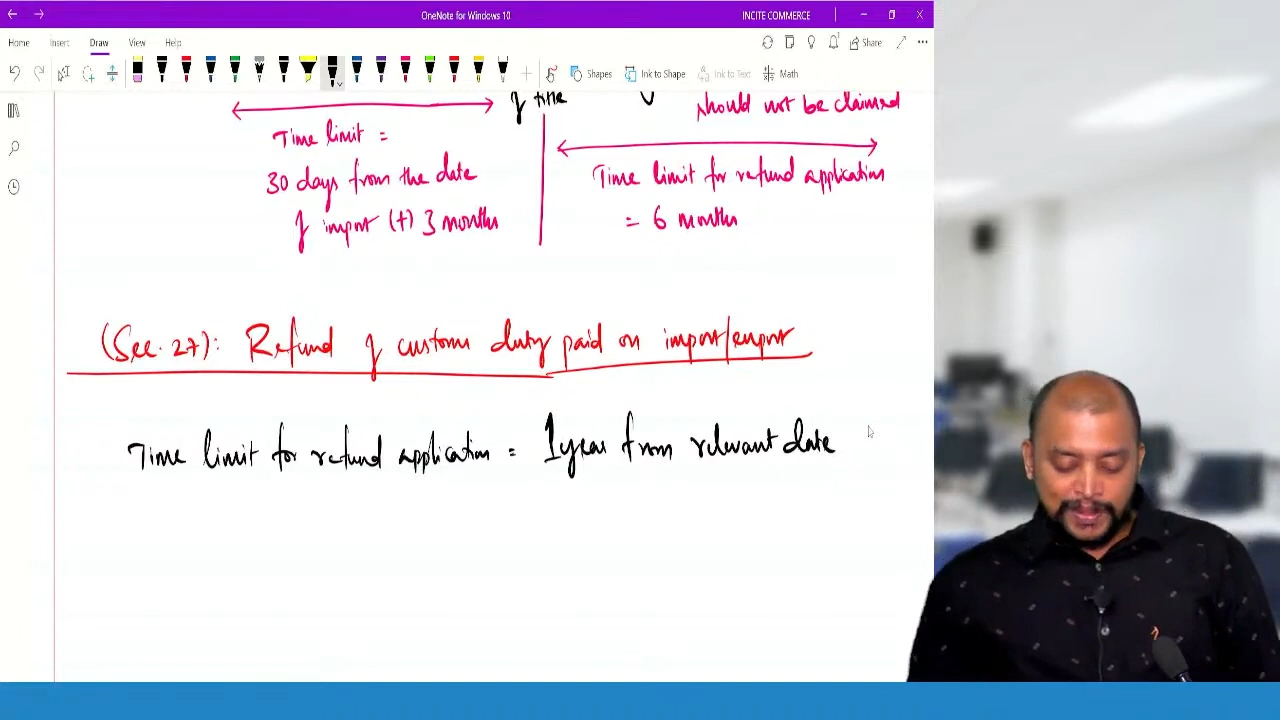 OneNote for Windows 10
INCITE COMMERCE
Home Insert Draw View Help
Share
Shapes Ink to Shape Ink to Text Math
of title
should not be claimed
Time limit =
30 days from the date
of import (+) 3 months
Time limit for refund application
= 6 months
(Sec. 27): Refund of custom duty paid on import/export
Time limit for refund application = 1 year from relevant date